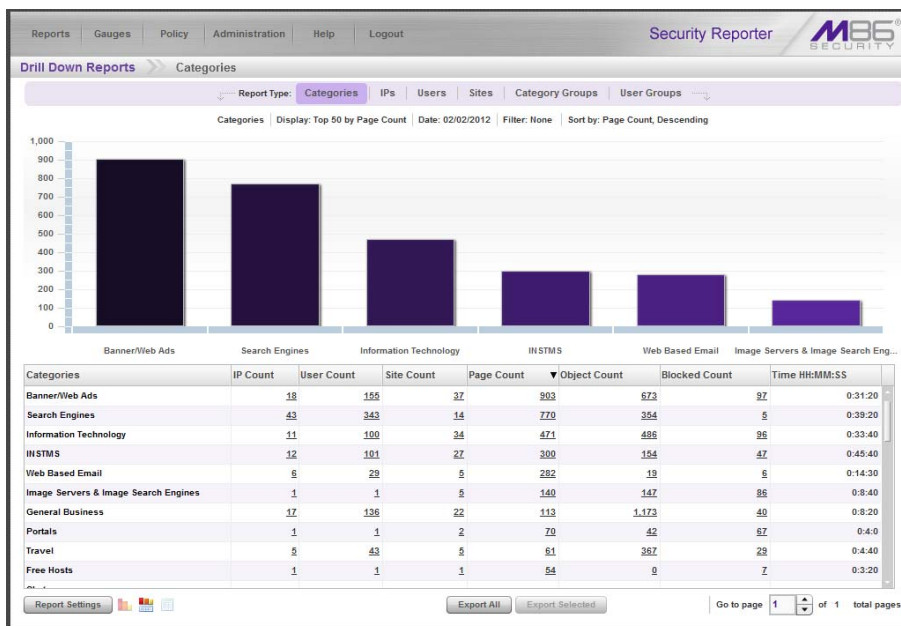 Reports Gauges Policy Administration Help Logout Security Reporter M86® SECURITY
Drill Down Reports Categories
Report Type: Categories IPs Users Sites Category Groups User Groups
Categories Display: Top 50 by Page Count Date: 02/02/2012 Filter: None Sort by: Page Count, Descending
1,000
900
800
700
600
500
400
300
200
100
0
Banner/Web Ads Search Engines Information Technology INSTMS Web Based Email Image Servers & Image Search Eng...
Categories IP Count User Count Site Count Page Count ▼ Object Count Blocked Count Time HH:MM:SS
Banner/Web Ads 18 155 37 903 673 97 0:31:20
Search Engines 43 343 14 770 354 5 0:39:20
Information Technology 11 100 34 471 486 96 0:33:40
INSTMS 12 101 27 300 154 47 0:45:40
Web Based Email 6 29 5 282 19 6 0:14:30
Image Servers & Image Search Engines 1 1 5 140 147 86 0:8:40
General Business 17 136 22 113 1,173 40 0:8:20
Portals 1 1 2 70 42 67 0:4:0
Travel 5 43 5 61 367 29 0:4:40
Free Hosts 1 1 1 54 0 7 0:3:20
Report Settings Export All Export Selected Go to page 1 of 1 total pages